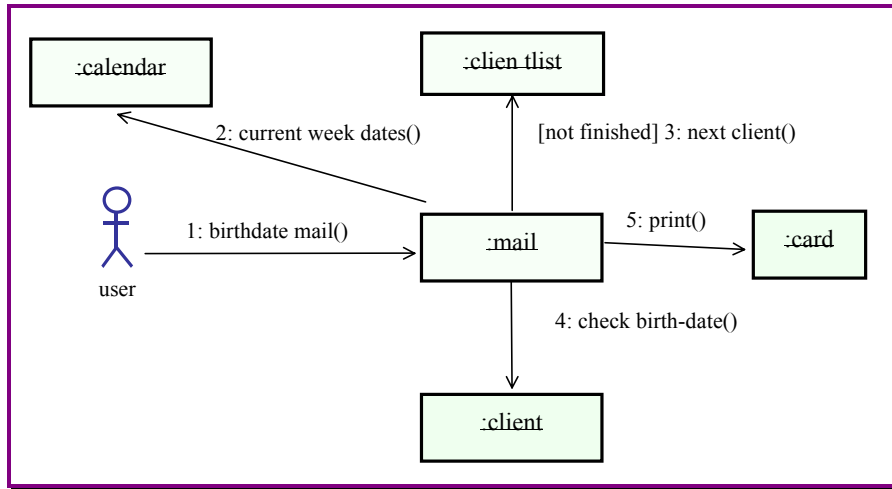 :calendar
:clien tlist
2: current week dates()
[not finished] 3: next client()
1: birthdate mail()
:mail
5: print()
:card
user
4: check birth-date()
:client